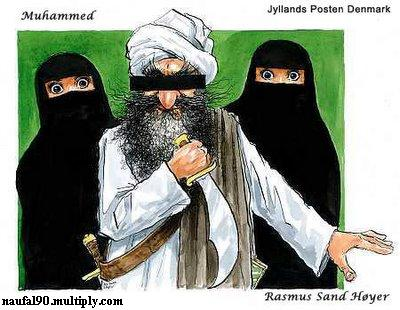 Jyllands Posten Denmark
Muhammed
naufal90.multiply.com
Rasmus Sand Høyer